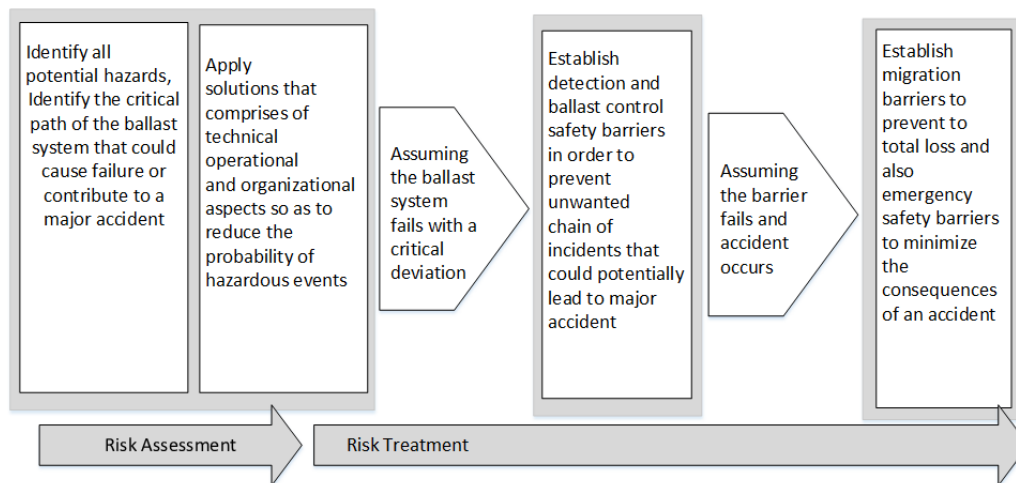 Identify all
potential hazards,
Identify the critical
path of the ballast
system that could
cause failure or
contribute to a
major accident
Apply
solutions that
comprises of
technical
operational
and organizational
aspects so as to
reduce the
probability of
hazardous events
Assuming
the ballast
system
fails with a
critical
deviation
Establish
detection and
ballast control
safety barriers
in order to
prevent
unwanted
chain of
incidents that
could potentially
lead to major
accident
Assuming
the barrier
fails and
accident
occurs
Establish
migration
barriers to
prevent to
total loss and
also
emergency
safety barriers
to minimize
the
consequences
of an accident
Risk Assessment
Risk Treatment